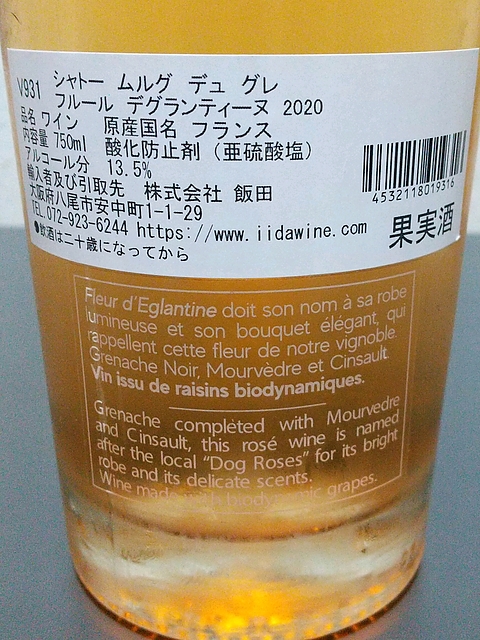 V931 シャトー ムルグ デュ グレ
フルール デグランティーヌ 2020
品名 ワイン 原産国名 フランス
内容量 750ml 酸化防止剤（亜硫酸塩）
アルコール分 13.5%
輸入者及び引取先 株式会社 飯田
大阪府八尾市安中町1-1-29
TEL.072-923-6244 https://www.iidawine.com
●飲酒は二十歳になってから
4532118019316
果実酒
Fleur d'Eglantine doit son nom à sa robe
lumineuse et son bouquet élégant, qui
rappellent cette fleur de notre vignoble.
Grenache Noir, Mourvèdre et Cinsault.
Vin issu de raisins biodynamiques.
Grenache completed with Mourvedre
and Cinsault, this rosé wine is named
after the local "Dog Roses" for its bright
robe and its delicate scents.
Wine made with biodynamic grapes.